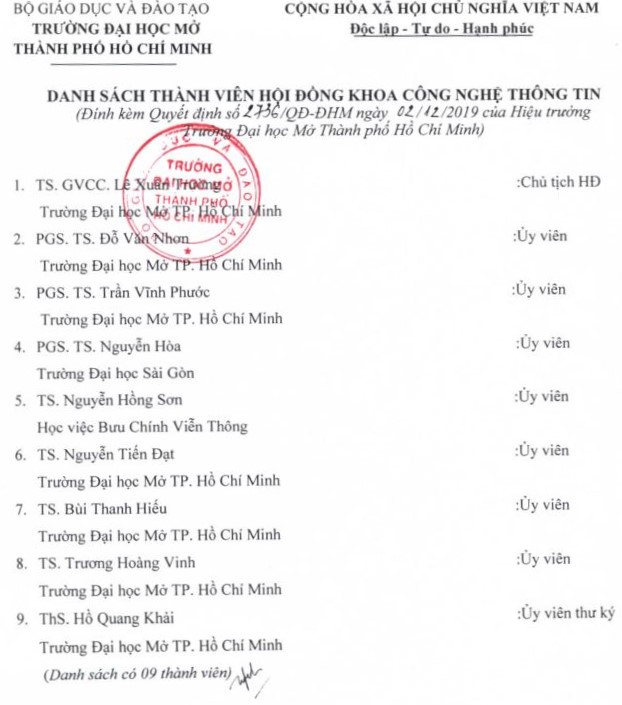 BỘ GIÁO DỤC VÀ ĐÀO TẠO
TRƯỜNG ĐẠI HỌC MỞ
THÀNH PHỐ HỒ CHÍ MINH
CỘNG HÒA XÃ HỘI CHỦ NGHĨA VIỆT NAM
Độc lập - Tự do - Hạnh phúc
DANH SÁCH THÀNH VIÊN HỘI ĐỒNG KHOA CÔNG NGHỆ THÔNG TIN
(Đính kèm Quyết định số 2736/QĐ-ĐHM ngày 02/12/2019 của Hiệu trưởng
Trường Đại học Mở Thành phố Hồ Chí Minh)
TRƯỜNG
ĐẠI HỌC MỞ
THÀNH PHỐ
HỒ CHÍ MINH
1. TS. GVCC. Lê Xuân Trường :Chủ tịch HĐ
Trường Đại học Mở TP. Hồ Chí Minh
2. PGS. TS. Đỗ Văn Nhơn :Ủy viên
Trường Đại học Mở TP. Hồ Chí Minh
3. PGS. TS. Trần Vĩnh Phước :Ủy viên
Trường Đại học Mở TP. Hồ Chí Minh
4. PGS. TS. Nguyễn Hòa :Ủy viên
Trường Đại học Sài Gòn
5. TS. Nguyễn Hồng Sơn :Ủy viên
Học việc Bưu Chính Viễn Thông
6. TS. Nguyễn Tiến Đạt :Ủy viên
Trường Đại học Mở TP. Hồ Chí Minh
7. TS. Bùi Thanh Hiếu :Ủy viên
Trường Đại học Mở TP. Hồ Chí Minh
8. TS. Trương Hoàng Vinh :Ủy viên
Trường Đại học Mở TP. Hồ Chí Minh
9. ThS. Hồ Quang Khải :Ủy viên thư ký
Trường Đại học Mở TP. Hồ Chí Minh
(Danh sách có 09 thành viên)